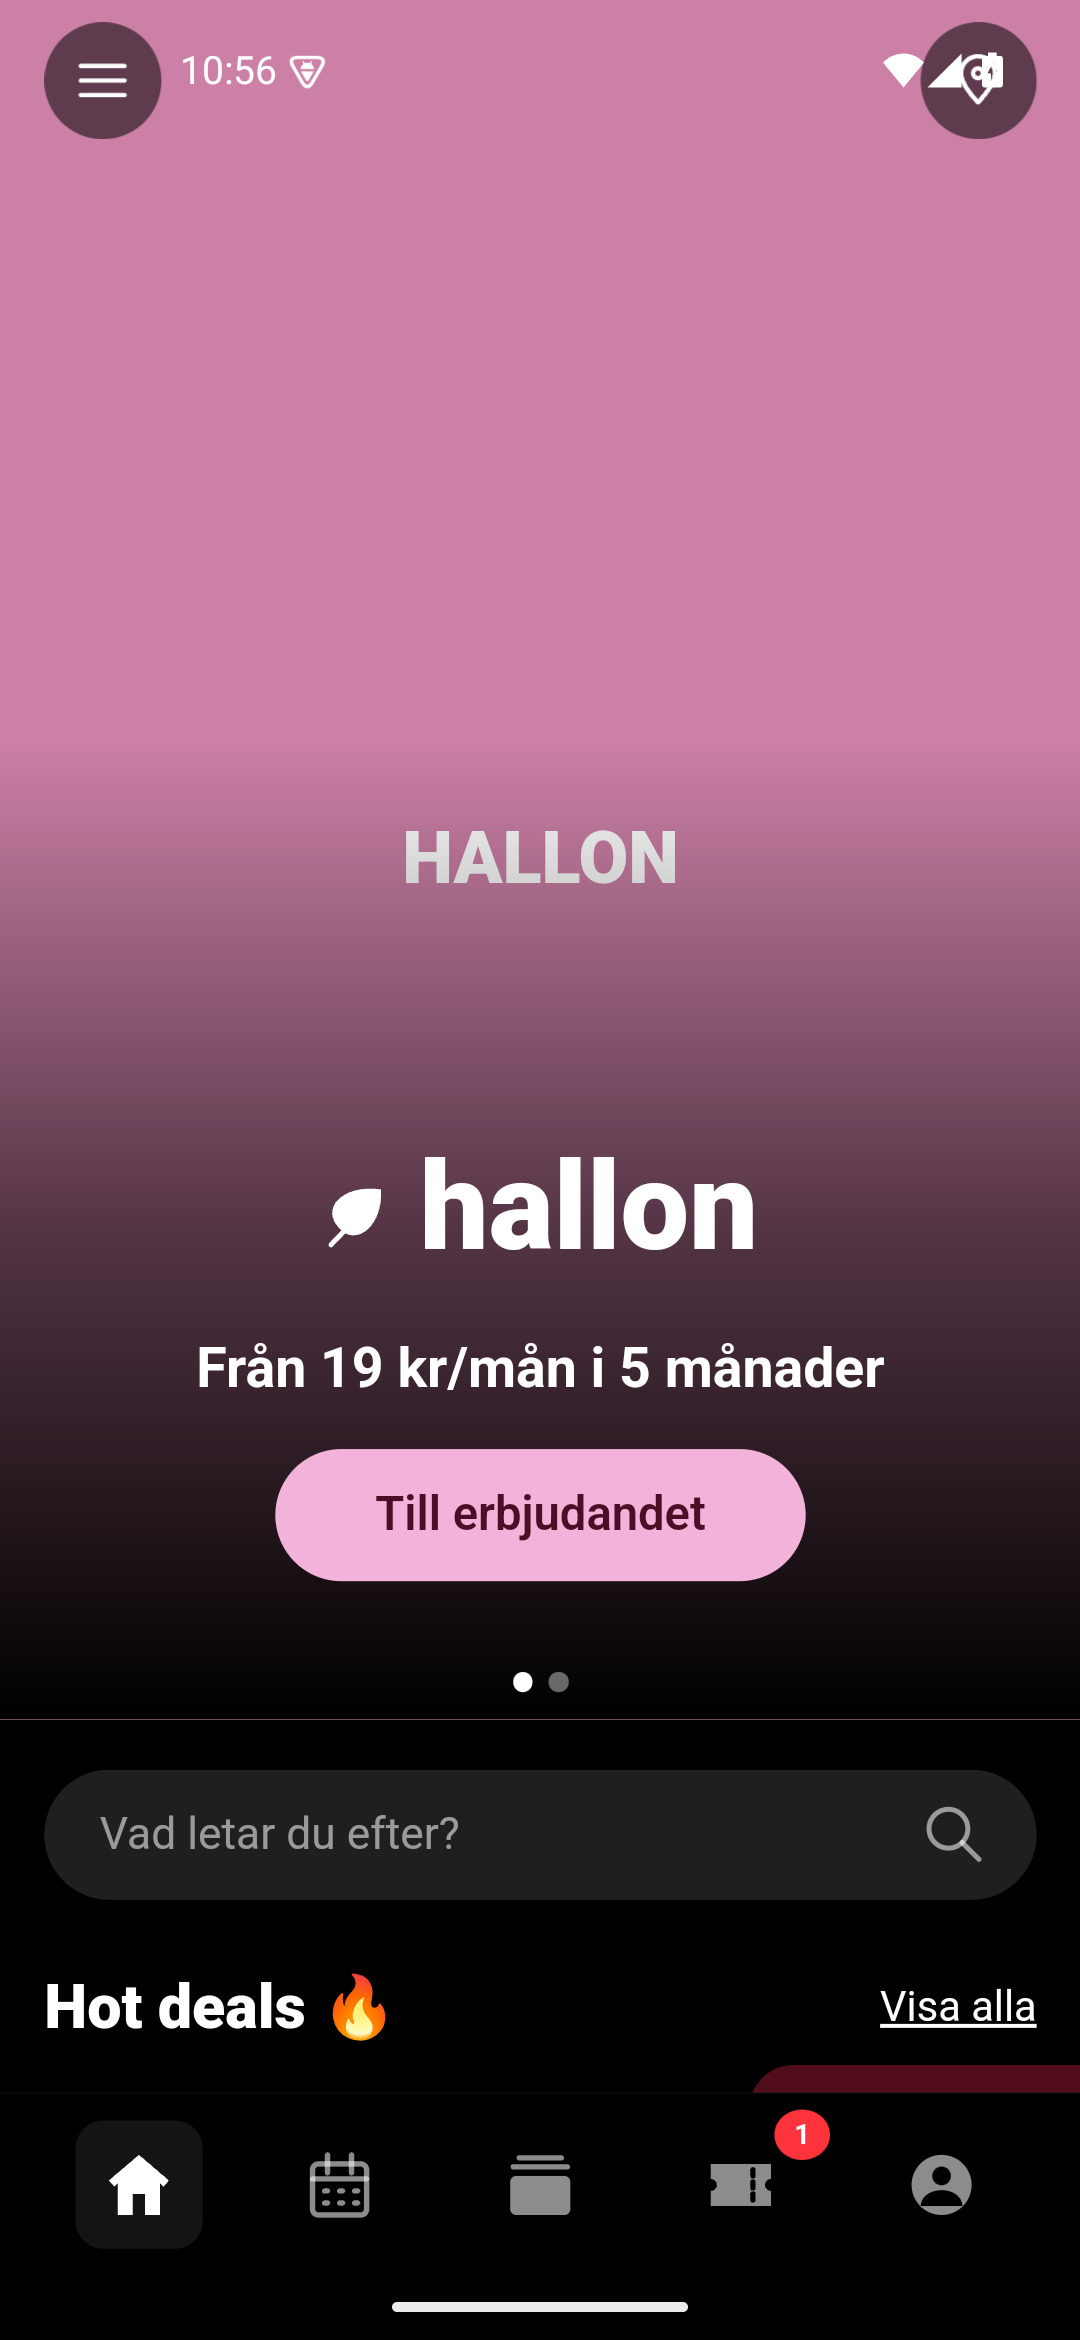 10:56
HALLON
hallon
Från 19 kr/mån i 5 månader
Till erbjudandet
Vad letar du efter?
Hot deals 🔥
Visa alla
1